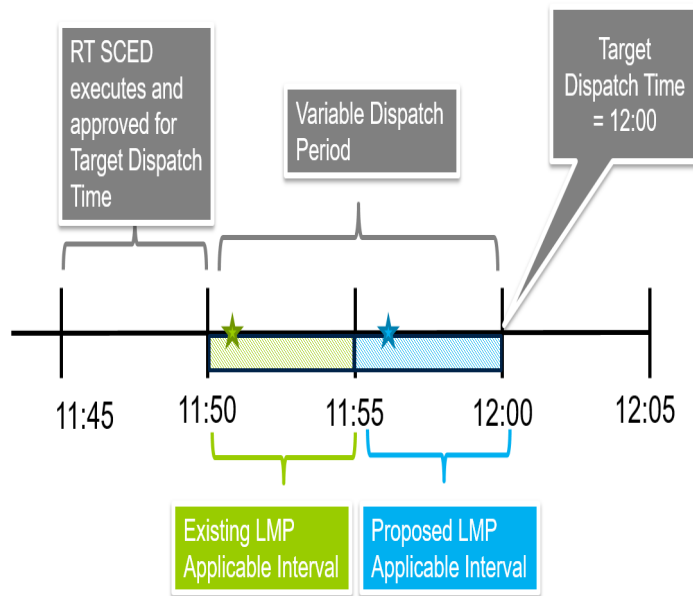 RT SCED
executes and
approved for
Target Dispatch
Time
Variable Dispatch
Period
Target
Dispatch Time
= 12:00
11:45
11:50
11:55
12:00
12:05
Existing LMP
Applicable Interval
Proposed LMP
Applicable Interval